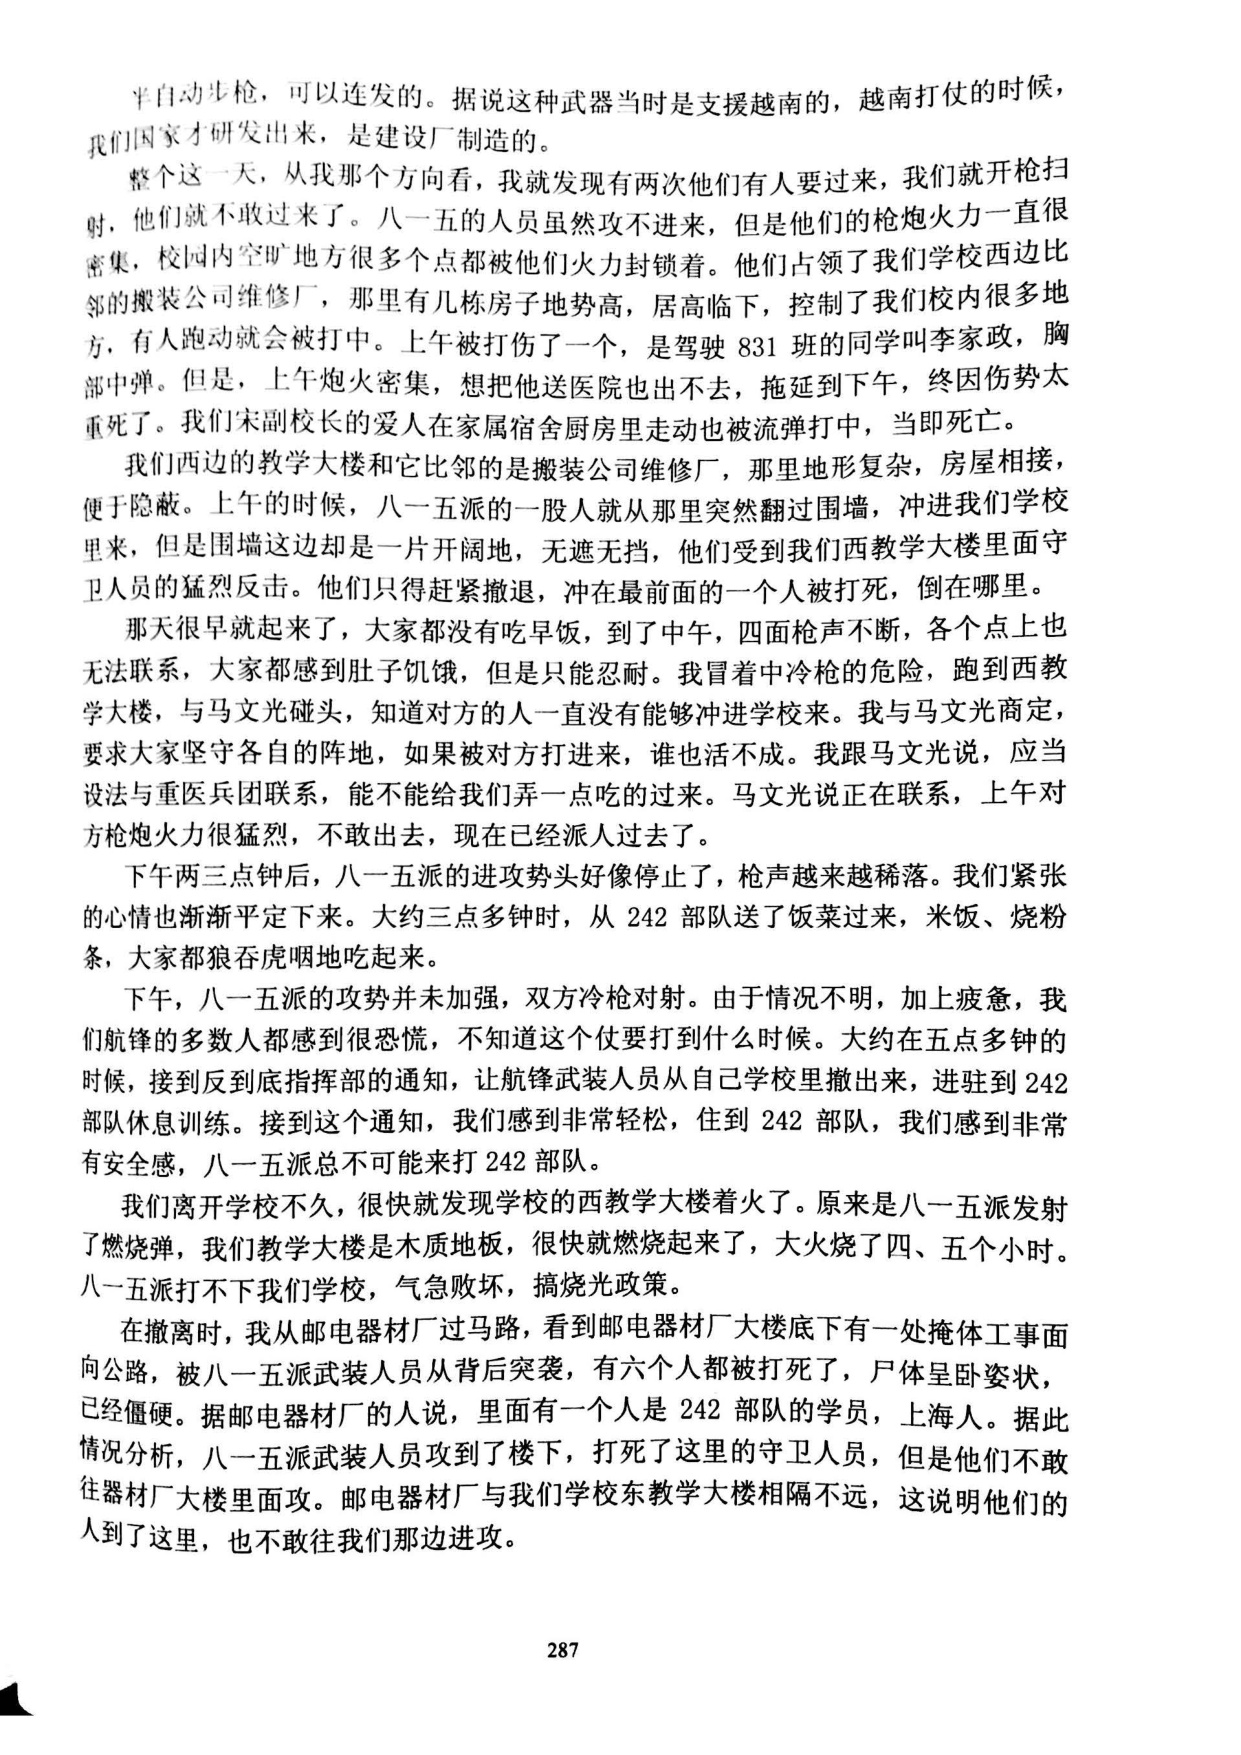 半自动步枪，可以连发的。据说这种武器当时是支援越南的，越南打仗的时候，
我们国家才研发出来，是建设厂制造的。
整个这一天，从我那个方向看，我就发现有两次他们有人要过来，我们就开枪扫
射，他们就不敢过来了。八一五的人员虽然攻不进来，但是他们的枪炮火力一直很
密集，校园内空旷地方很多个点都被他们火力封锁着。他们占领了我们学校西边比
邻的搬装公司维修厂，那里有几栋房子地势高，居高临下，控制了我们校内很多地
方，有人跑动就会被打中。上午被打伤了一个，是驾驶 831 班的同学叫李家政，胸
部中弹。但是，上午炮火密集，想把他送医院也出不去，拖延到下午，终因伤势太
重死了。我们宋副校长的爱人在家属宿舍厨房里走动也被流弹打中，当即死亡。
我们西边的教学大楼和它比邻的是搬装公司维修厂，那里地形复杂，房屋相接，
便于隐蔽。上午的时候，八一五派的一股人就从那里突然翻过围墙，冲进我们学校
里来，但是围墙这边却是一片开阔地，无遮无挡，他们受到我们西教学大楼里面守
卫人员的猛烈反击。他们只得赶紧撤退，冲在最前面的一个人被打死，倒在哪里。
那天很早就起来了，大家都没有吃早饭，到了中午，四面枪声不断，各个点上也
无法联系，大家都感到肚子饥饿，但是只能忍耐。我冒着中冷枪的危险，跑到西教
学大楼，与马文光碰头，知道对方的人一直没有能够冲进学校来。我与马文光商定，
要求大家坚守各自的阵地，如果被对方打进来，谁也活不成。我跟马文光说，应当
设法与重医兵团联系，能不能给我们弄一点吃的过来。马文光说正在联系，上午对
方枪炮火力很猛烈，不敢出去，现在已经派人过去了。
下午两三点钟后，八一五派的进攻势头好像停止了，枪声越来越稀落。我们紧张
的心情也渐渐平定下来。大约三点多钟时，从 242 部队送了饭菜过来，米饭、烧粉
条，大家都狼吞虎咽地吃起来。
下午，八一五派的攻势并未加强，双方冷枪对射。由于情况不明，加上疲惫，我
们航锋的多数人都感到很恐慌，不知道这个仗要打到什么时候。大约在五点多钟的
时候，接到反到底指挥部的通知，让航锋武装人员从自己学校里撤出来，进驻到 242
部队休息训练。接到这个通知，我们感到非常轻松，住到 242 部队，我们感到非常
有安全感，八一五派总不可能来打 242 部队。
我们离开学校不久，很快就发现学校的西教学大楼着火了。原来是八一五派发射
了燃烧弹，我们教学大楼是木质地板，很快就燃烧起来了，大火烧了四、五个小时。
八一五派打不下我们学校，气急败坏，搞烧光政策。
在撤离时，我从邮电器材厂过马路，看到邮电器材厂大楼底下有一处掩体工事面
向公路，被八一五派武装人员从背后突袭，有六个人都被打死了，尸体呈卧姿状，
已经僵硬。据邮电器材厂的人说，里面有一个人是 242 部队的学员，上海人。据此
情况分析，八一五派武装人员攻到了楼下，打死了这里的守卫人员，但是他们不敢
往器材厂大楼里面攻。邮电器材厂与我们学校东教学大楼相隔不远，这说明他们的
人到了这里，也不敢往我们那边进攻。
287